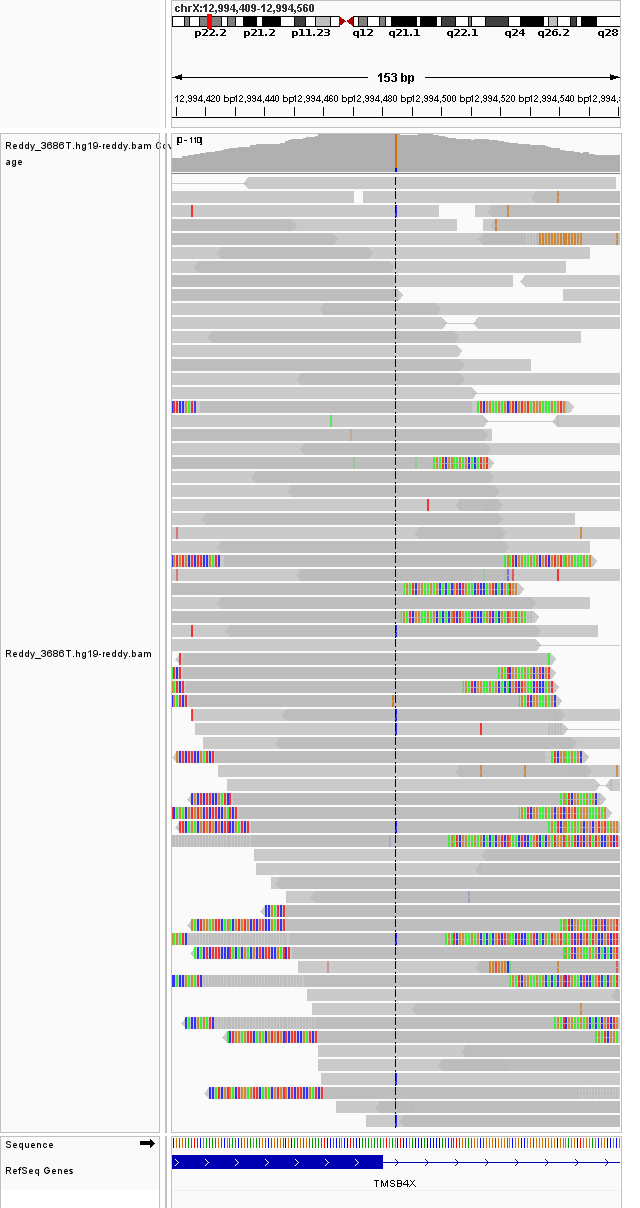 chrX:12,994,409-12,994,560
p22.2 p21.2 p11.23 q12 q21.1 q22.1 q24 q26.2 q28
153 bp
12,994,420 bp 12,994,440 bp 12,994,460 bp 12,994,480 bp 12,994,500 bp 12,994,520 bp 12,994,540 bp
[0 - 110]
Reddy_3686T.hg19-reddy.bam Cov
age
Reddy_3686T.hg19-reddy.bam
Sequence
RefSeq Genes
TMSB4X